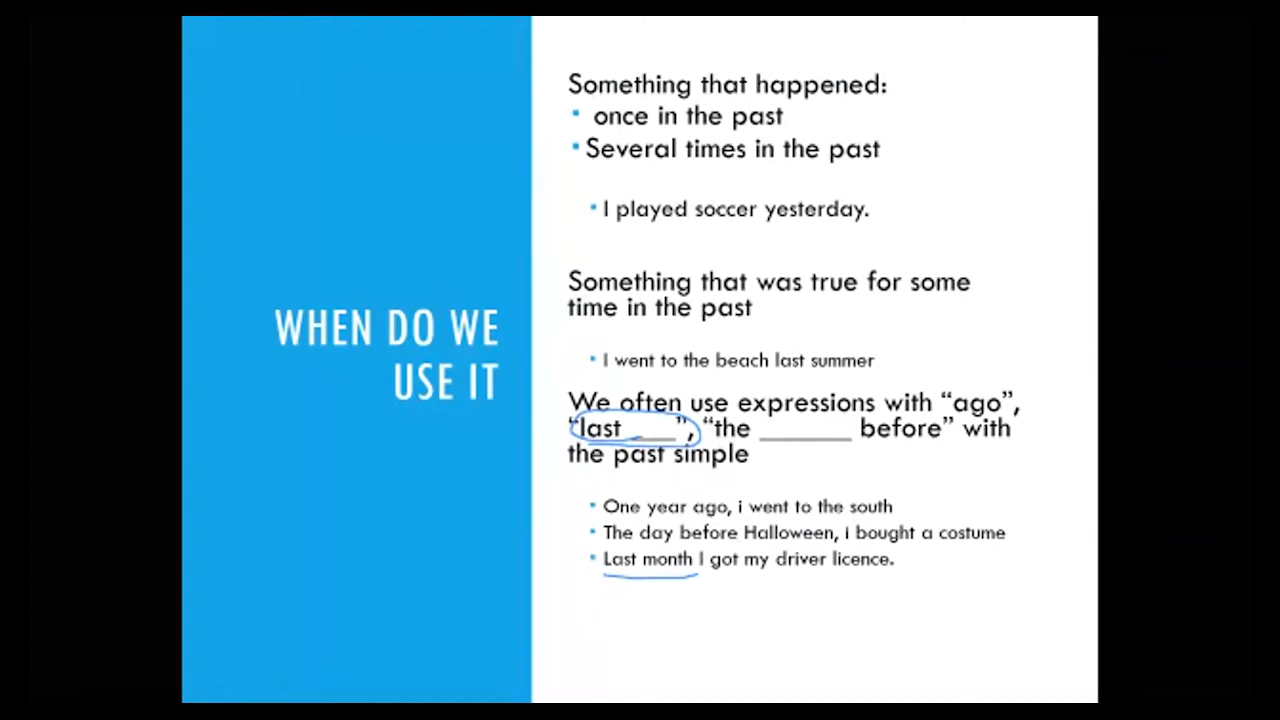 WHEN DO WE
USE IT
Something that happened:
once in the past
Several times in the past
I played soccer yesterday.
Something that was true for some
time in the past
I went to the beach last summer
We often use expressions with “ago”,
“last ___”, “the ______ before” with
the past simple
One year ago, i went to the south
The day before Halloween, i bought a costume
Last month I got my driver licence.